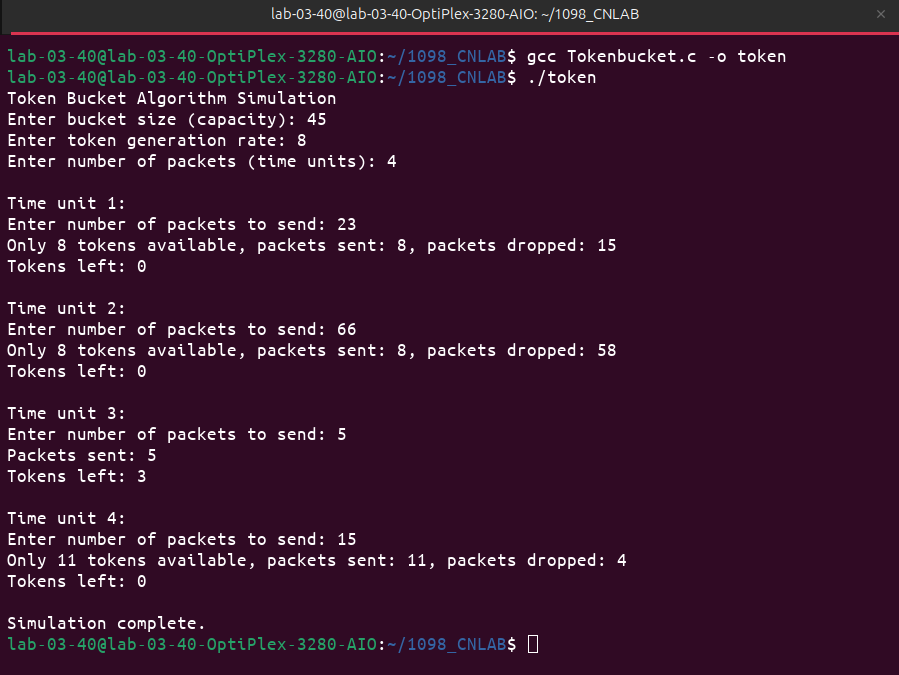 lab-03-40@lab-03-40-OptiPlex-3280-AIO: ~/1098_CNLAB
lab-03-40@lab-03-40-OptiPlex-3280-AIO:~/1098_CNLAB$ gcc Tokenbucket.c -o token
lab-03-40@lab-03-40-OptiPlex-3280-AIO:~/1098_CNLAB$ ./token
Token Bucket Algorithm Simulation
Enter bucket size (capacity): 45
Enter token generation rate: 8
Enter number of packets (time units): 4

Time unit 1:
Enter number of packets to send: 23
Only 8 tokens available, packets sent: 8, packets dropped: 15
Tokens left: 0

Time unit 2:
Enter number of packets to send: 66
Only 8 tokens available, packets sent: 8, packets dropped: 58
Tokens left: 0

Time unit 3:
Enter number of packets to send: 5
Packets sent: 5
Tokens left: 3

Time unit 4:
Enter number of packets to send: 15
Only 11 tokens available, packets sent: 11, packets dropped: 4
Tokens left: 0

Simulation complete.
lab-03-40@lab-03-40-OptiPlex-3280-AIO:~/1098_CNLAB$